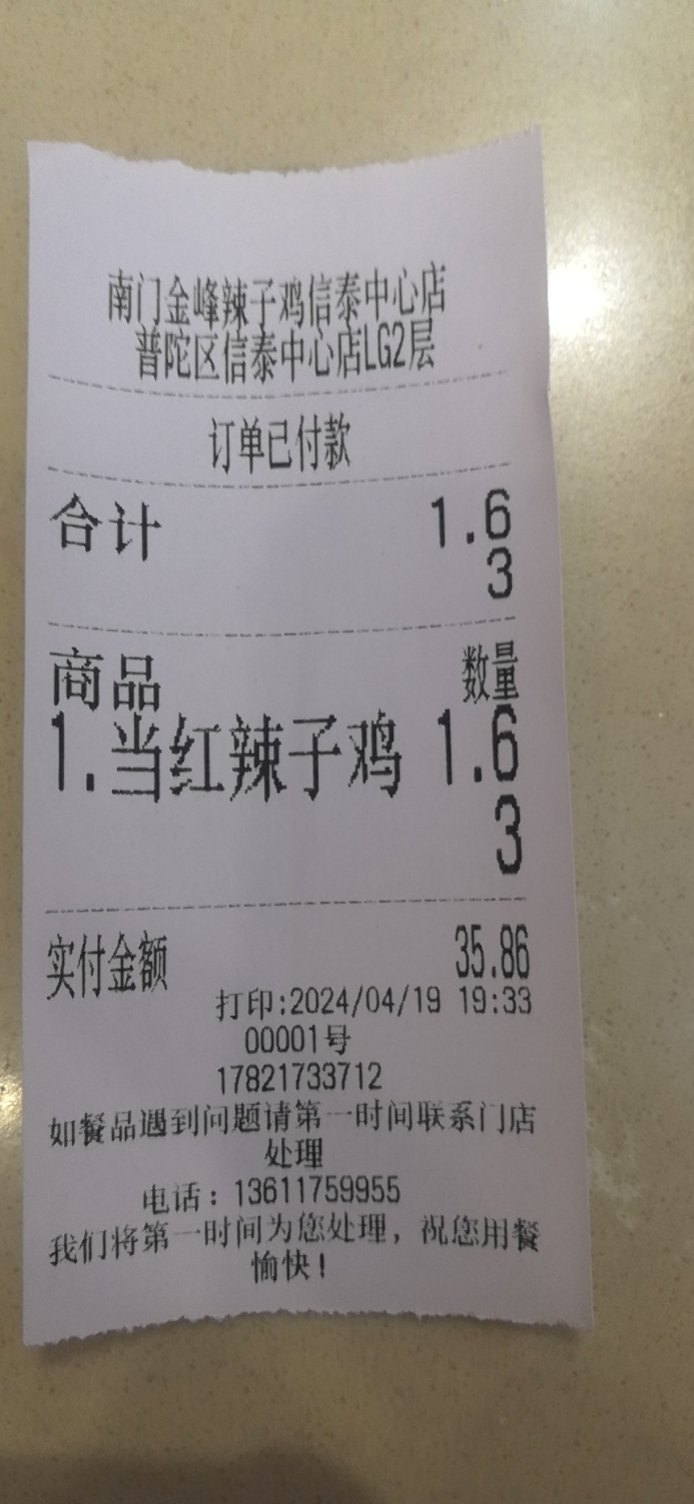 南门金峰辣子鸡信泰中心店
普陀区信泰中心店LG2层
订单已付款
合计 1.6
3
商品 数量
1.当红辣子鸡 1.6
3
实付金额 35.86
打印:2024/04/19 19:33
00001号
17821733712
如餐品遇到问题请第一时间联系门店
处理
电话：13611759955
我们将第一时间为您处理，祝您用餐
愉快！